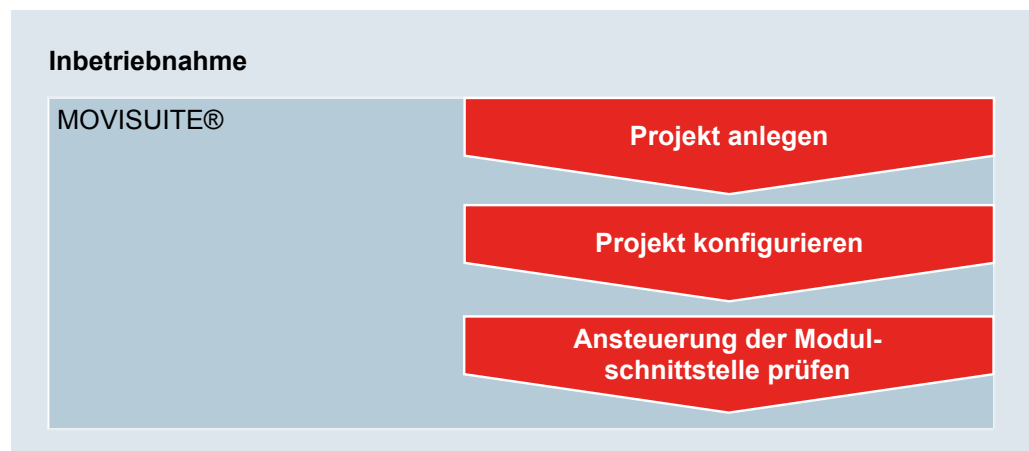 Inbetriebnahme
MOVISUITE®
Projekt anlegen
Projekt konfigurieren
Ansteuerung der Modul-
schnittstelle prüfen